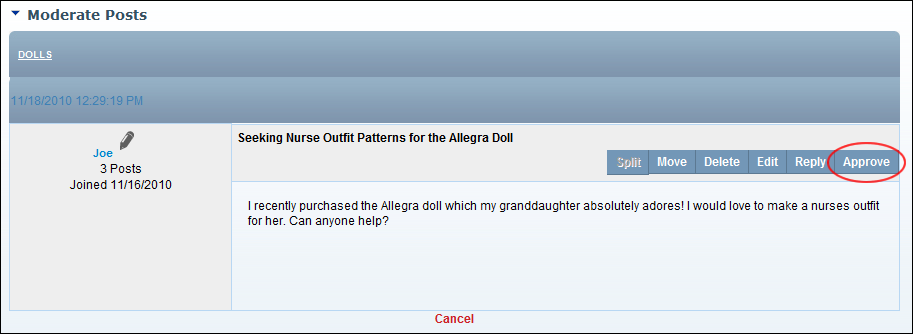 Moderate Posts
DOLLS
11/18/2010 12:29:19 PM
Joe
3 Posts
Joined 11/16/2010
Seeking Nurse Outfit Patterns for the Allegra Doll
Split Move Delete Edit Reply Approve
I recently purchased the Allegra doll which my granddaughter absolutely adores! I would love to make a nurses outfit
for her. Can anyone help?
Cancel